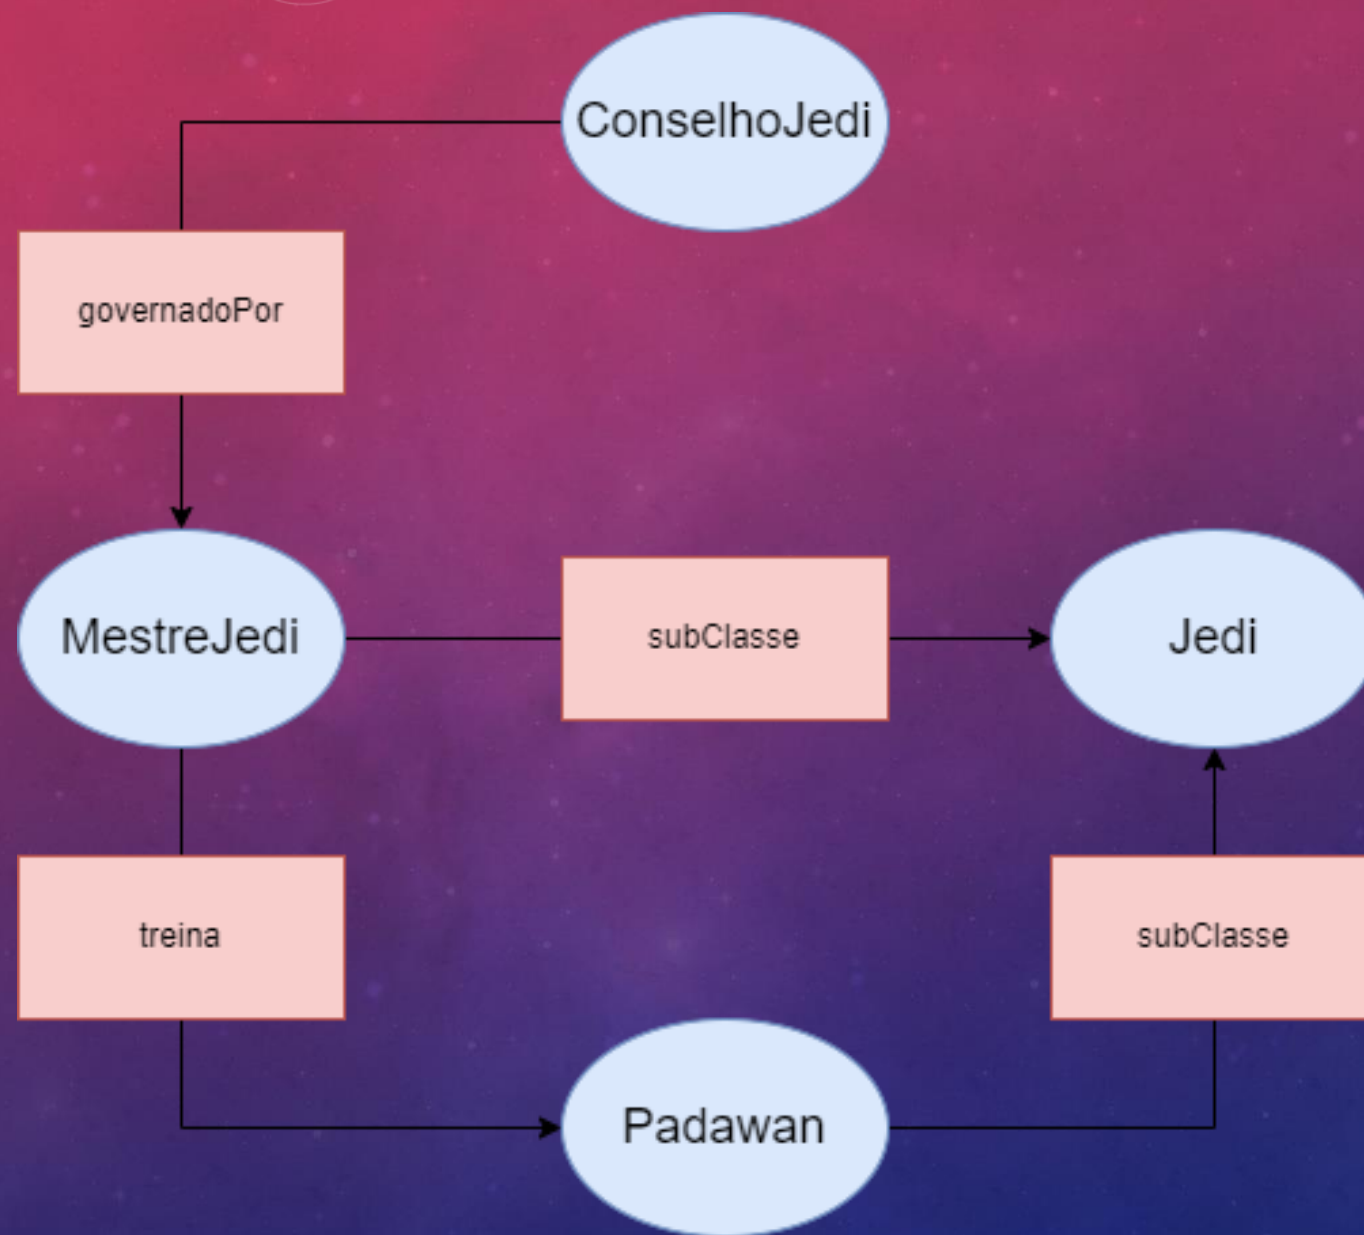 ConselhoJedi
governadoPor
MestreJedi
subClasse
Jedi
treina
subClasse
Padawan